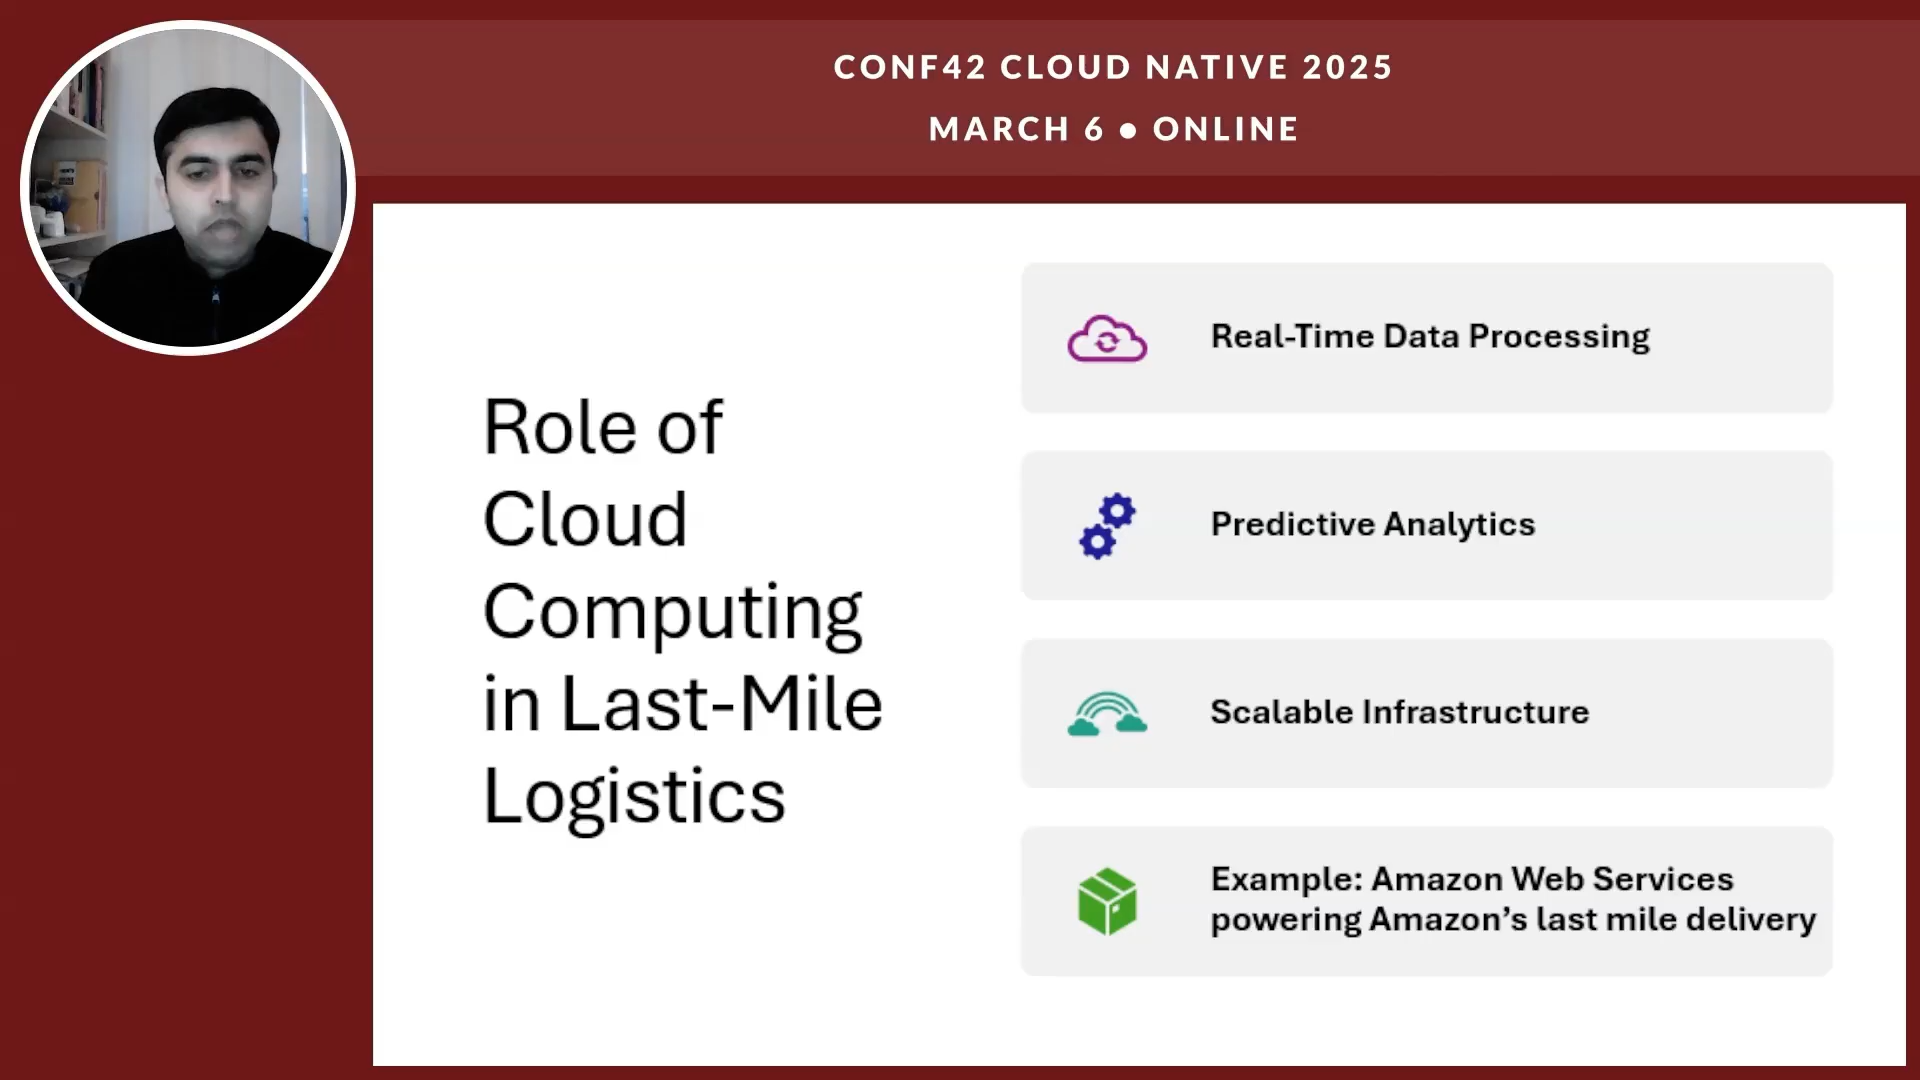 CONF42 CLOUD NATIVE 2025
MARCH 6 ● ONLINE
Role of
Cloud
Computing
in Last-Mile
Logistics
Real-Time Data Processing
Predictive Analytics
Scalable Infrastructure
Example: Amazon Web Services
powering Amazon’s last mile delivery